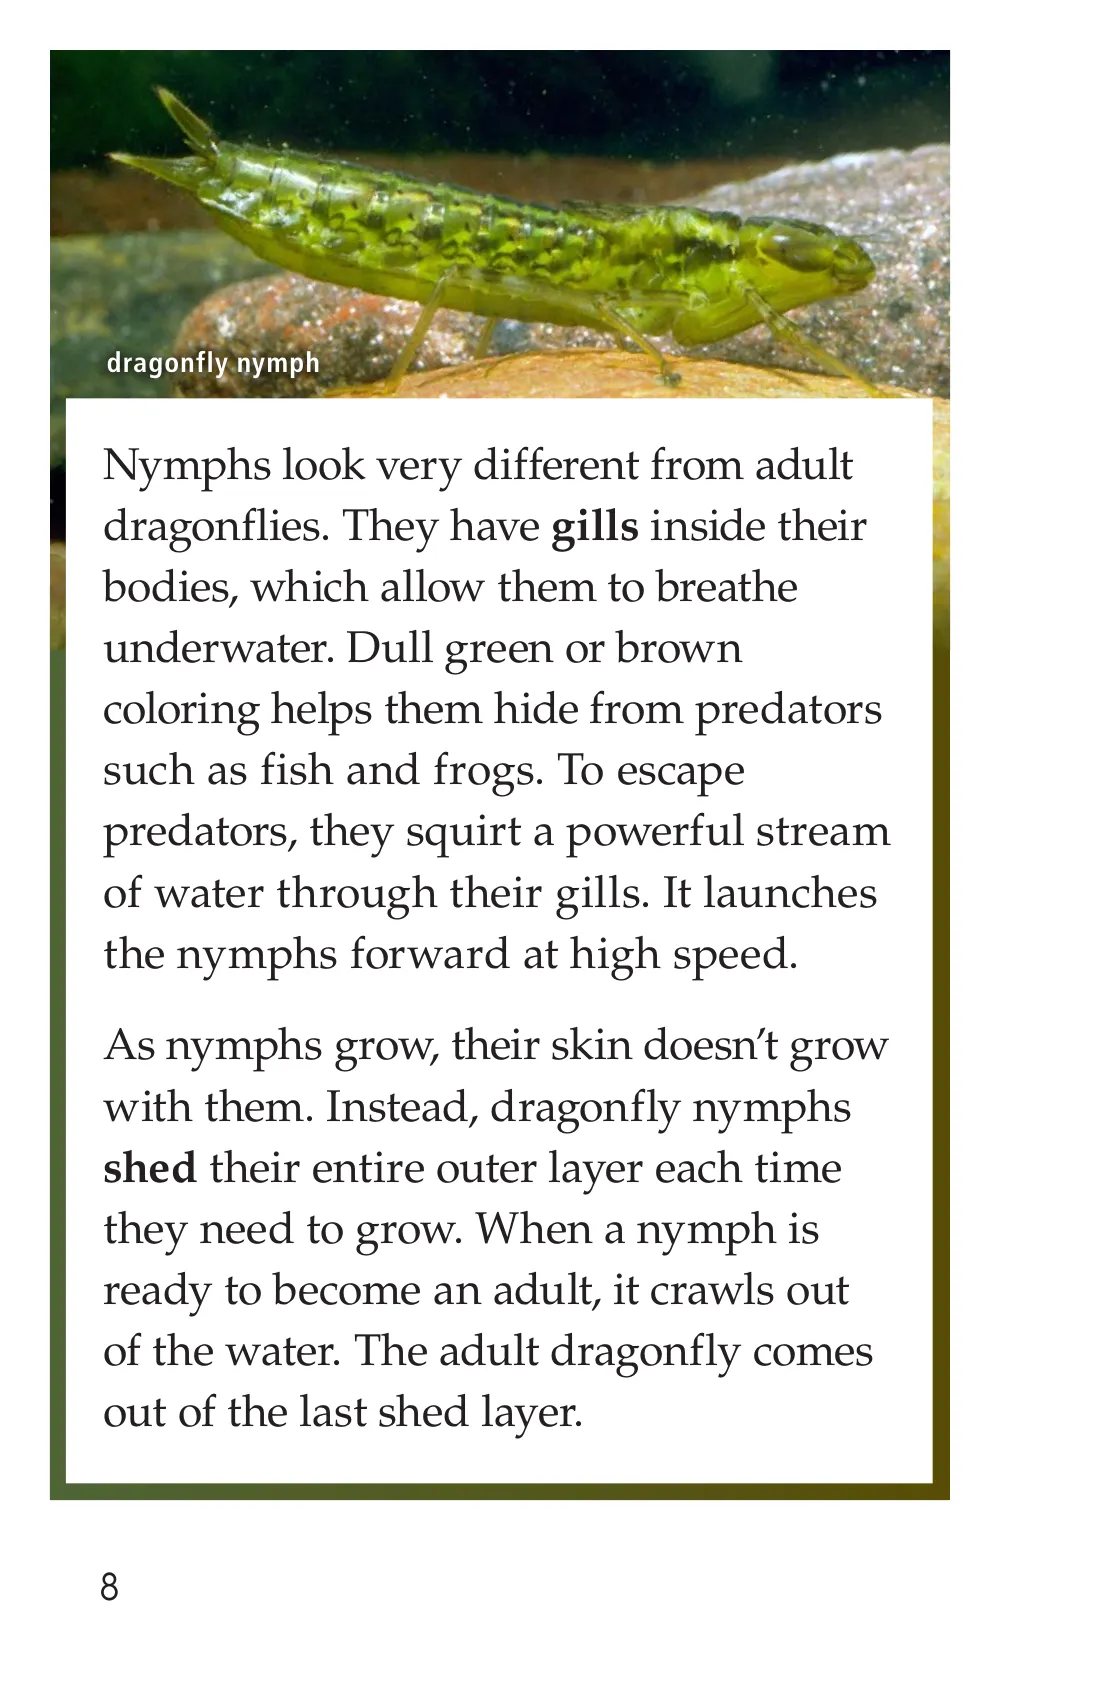 dragonfly nymph
Nymphs look very different from adult
dragonflies. They have gills inside their
bodies, which allow them to breathe
underwater. Dull green or brown
coloring helps them hide from predators
such as fish and frogs. To escape
predators, they squirt a powerful stream
of water through their gills. It launches
the nymphs forward at high speed.
As nymphs grow, their skin doesn’t grow
with them. Instead, dragonfly nymphs
shed their entire outer layer each time
they need to grow. When a nymph is
ready to become an adult, it crawls out
of the water. The adult dragonfly comes
out of the last shed layer.
8